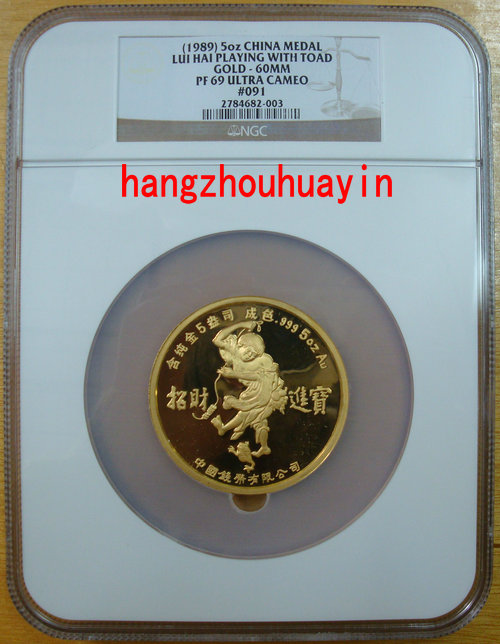 (1989) 5oz CHINA MEDAL
LUI HAI PLAYING WITH TOAD
GOLD - 60MM
PF 69 ULTRA CAMEO
#091
2784682-003
NGC
hangzhouhuayin
含纯金5盎司 成色.999 5oz Au
招財 進寶
中國錢幣有限公司